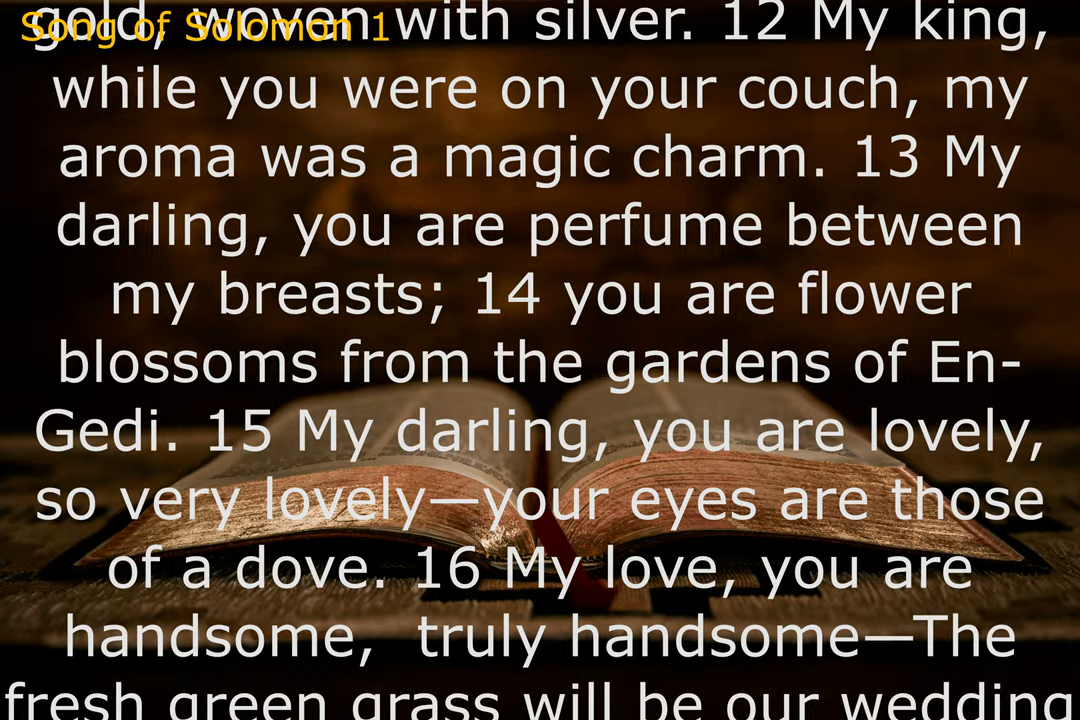 Song of Solomon 1
gold, woven with silver. 12 My king,
while you were on your couch, my
aroma was a magic charm. 13 My
darling, you are perfume between
my breasts; 14 you are flower
blossoms from the gardens of En-
Gedi. 15 My darling, you are lovely,
so very lovely—your eyes are those
of a dove. 16 My love, you are
handsome,  truly handsome—The
fresh green grass will be our wedding